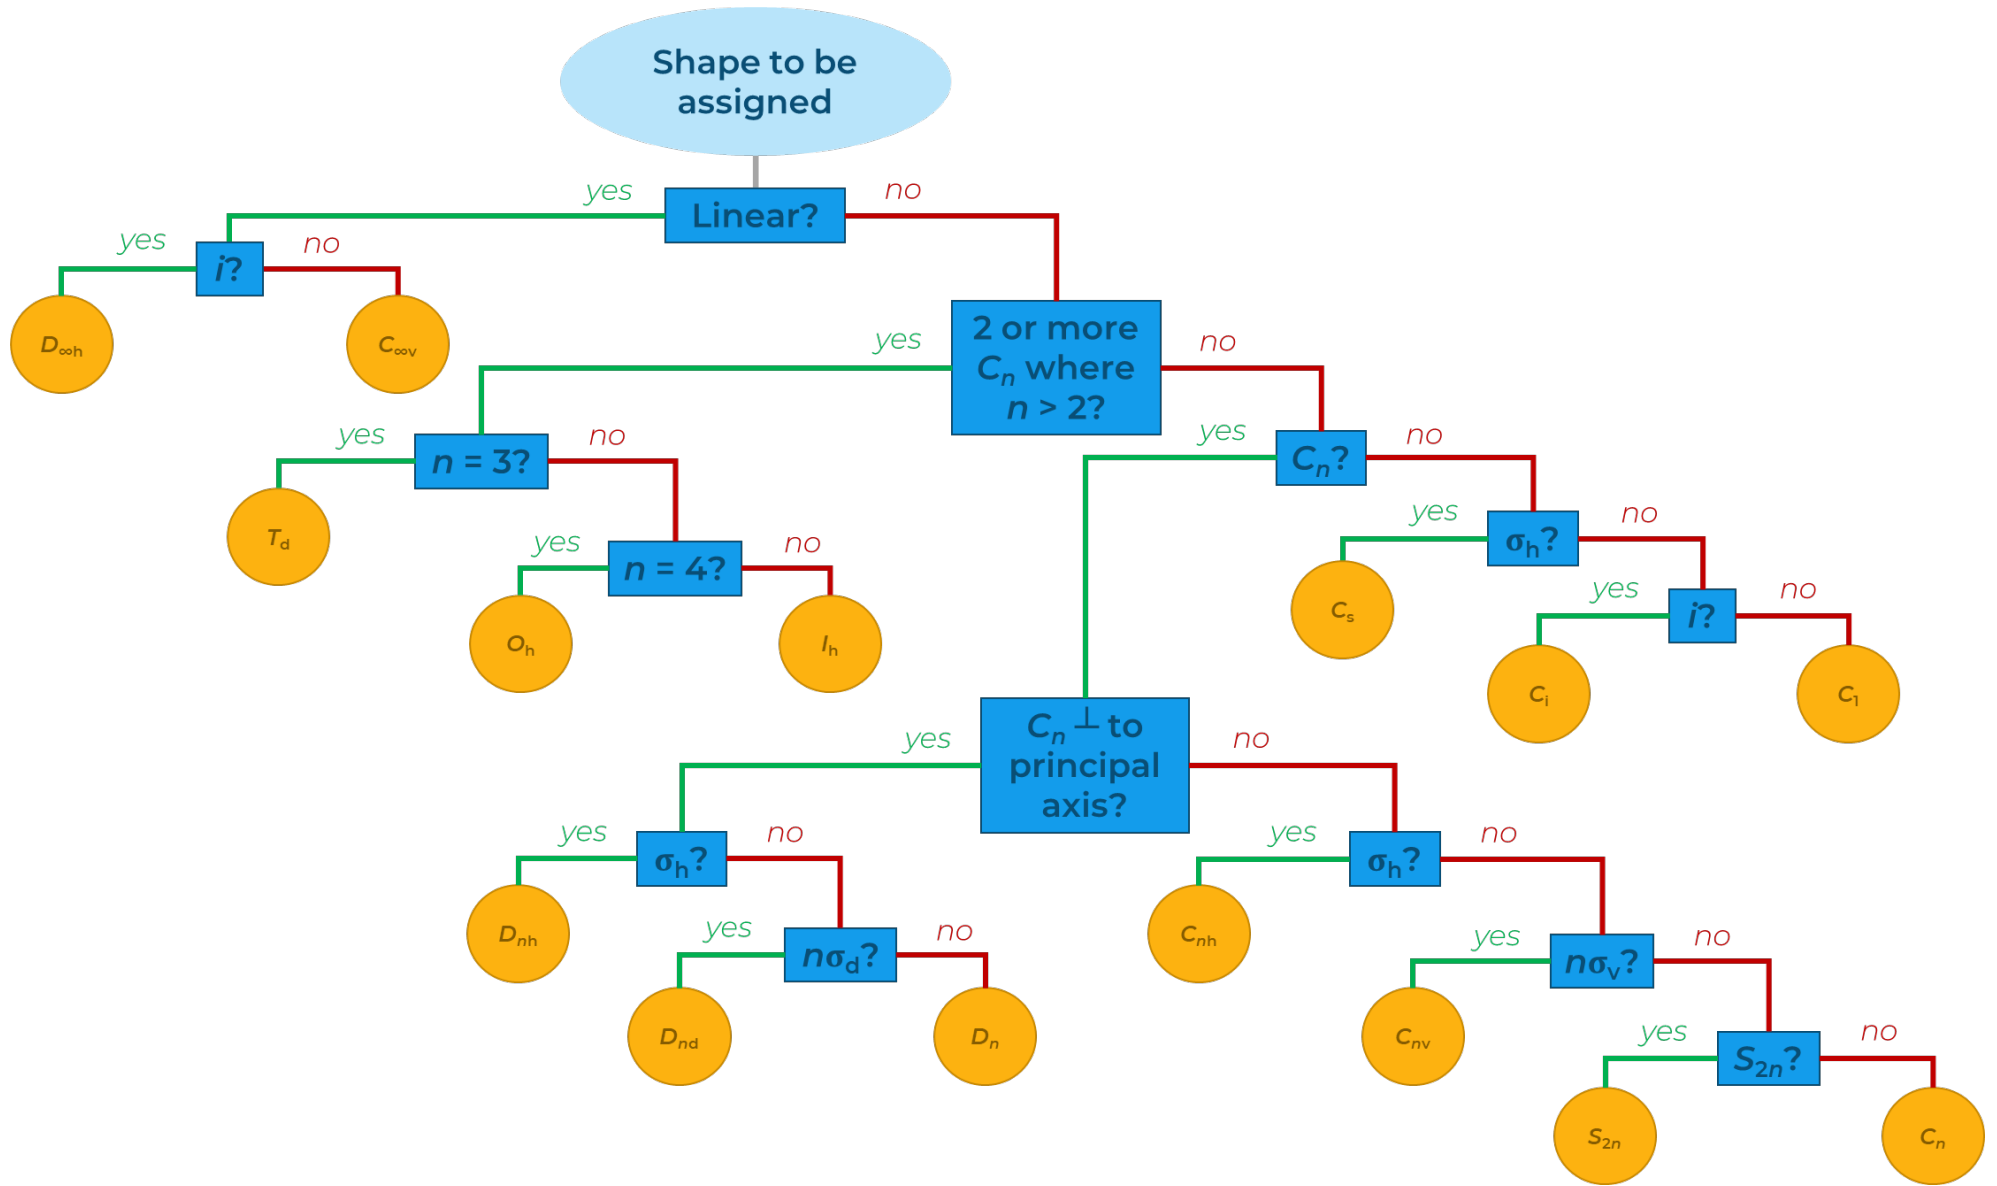 Shape to be
assigned
yes
no
Linear?
yes
no
i?
D∞h
C∞v
yes
no
2 or more
Cn where
n > 2?
yes
no
n = 3?
Td
yes
no
n = 4?
Oh
Ih
yes
no
Cn?
yes
no
σh?
Cs
yes
no
i?
Ci
C1
yes
no
Cn ⊥ to
principal
axis?
yes
no
σh?
Dnh
yes
no
nσd?
Dnd
Dn
yes
no
σh?
Cnh
yes
no
nσv?
Cnv
yes
no
S2n?
S2n
Cn